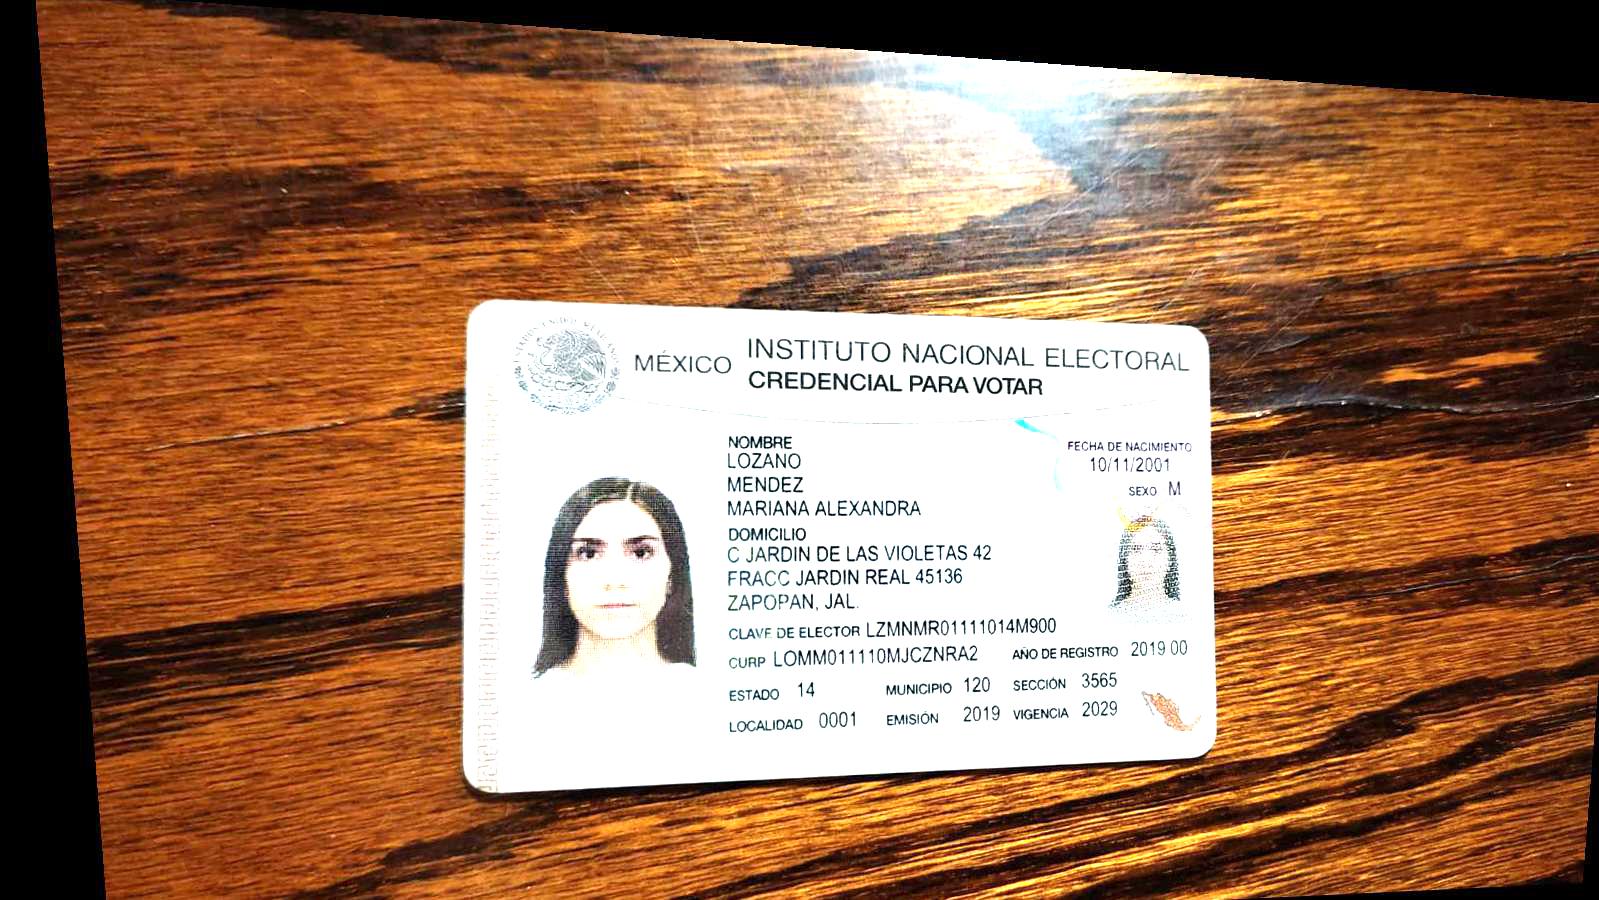 MÉXICO
INSTITUTO NACIONAL ELECTORAL
CREDENCIAL PARA VOTAR
NOMBRE
LOZANO
MENDEZ
MARIANA ALEXANDRA
FECHA DE NACIMIENTO
10/11/2001
SEXO M
DOMICILIO
C JARDIN DE LAS VIOLETAS 42
FRACC JARDIN REAL 45136
ZAPOPAN, JAL.
CLAVE DE ELECTOR LZMNMR01111014M900
CURP LOMM011110MJCZNRA2 AÑO DE REGISTRO 2019 00
ESTADO 14 MUNICIPIO 120 SECCIÓN 3565
LOCALIDAD 0001 EMISIÓN 2019 VIGENCIA 2029